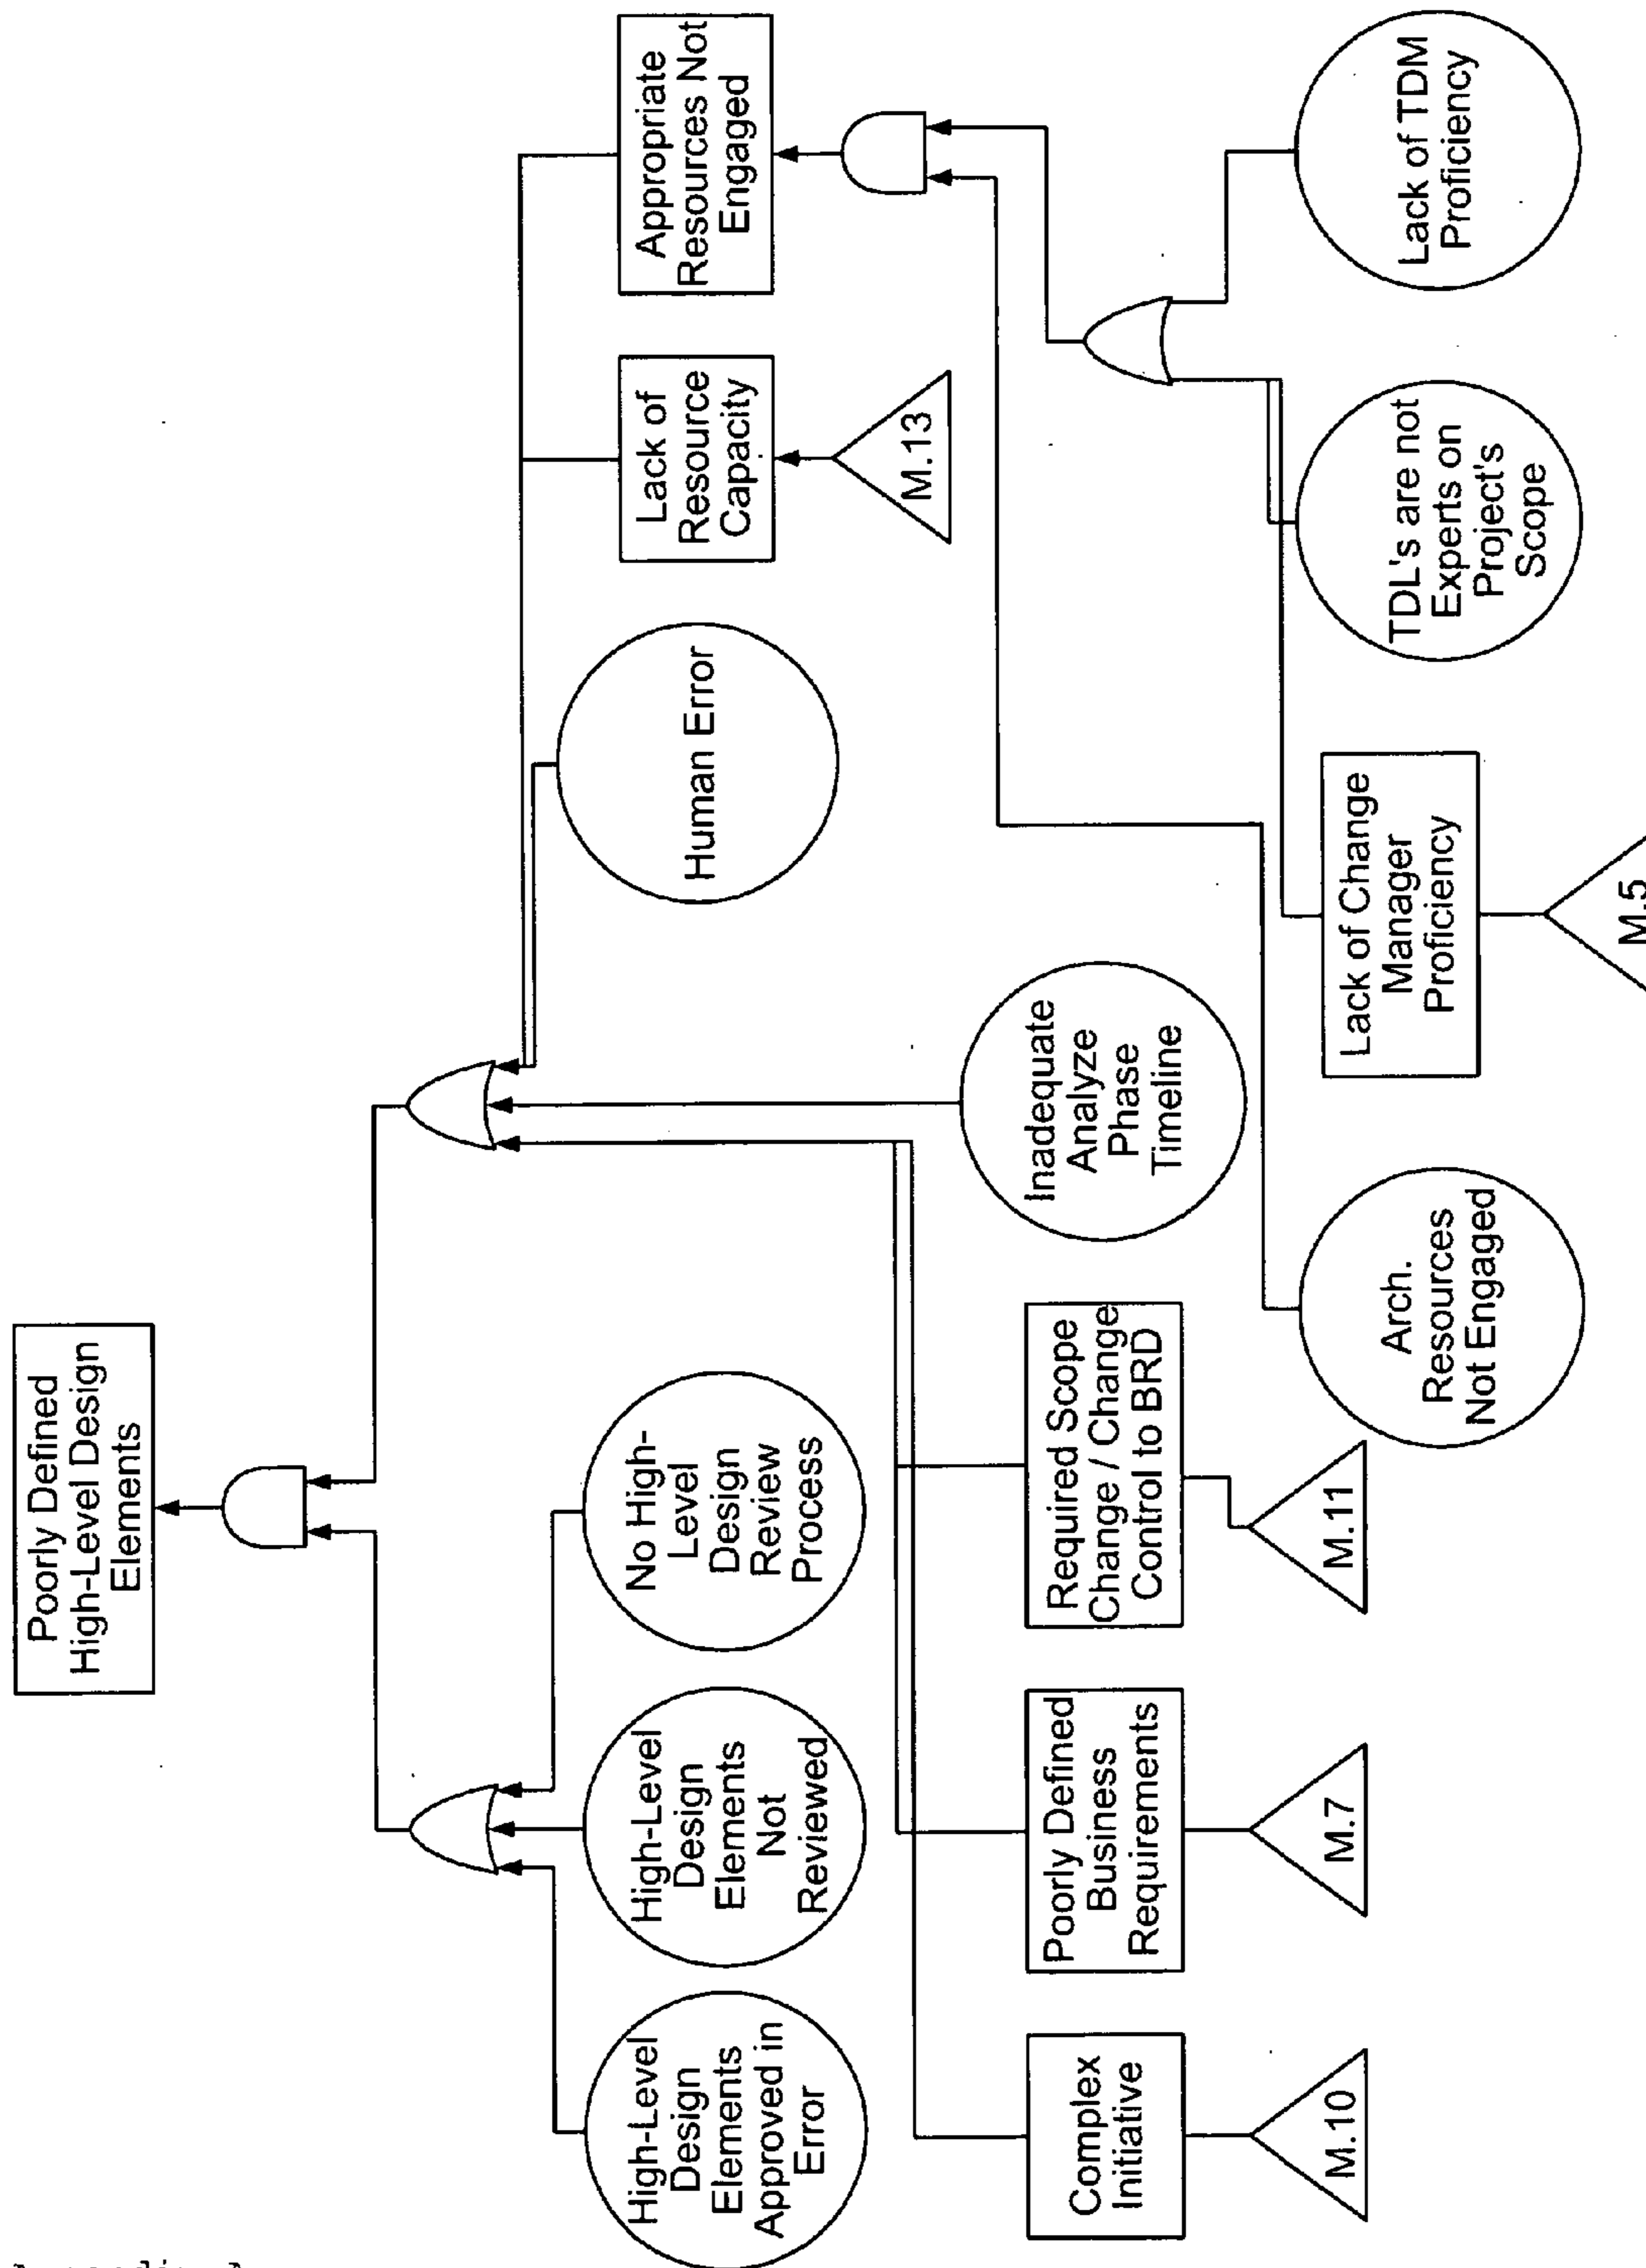 Poorly Defined
High-Level Design
Elements
High-Level
Design
Elements
Approved in
Error
High-Level
Design
Elements
Not
Reviewed
No High-
Level
Design
Review
Process
Human Error
Lack of
Resource
Capacity
Appropriate
Resources Not
Engaged
M.13
Complex
Initiative
Poorly Defined
Business
Requirements
Required Scope
Change / Change
Control to BRD
Inadequate
Analyze
Phase
Timeline
M.10
M.7
M.11
Arch.
Resources
Not Engaged
Lack of Change
Manager
Proficiency
TDL's are not
Experts on
Project's
Scope
Lack of TDM
Proficiency
M.5